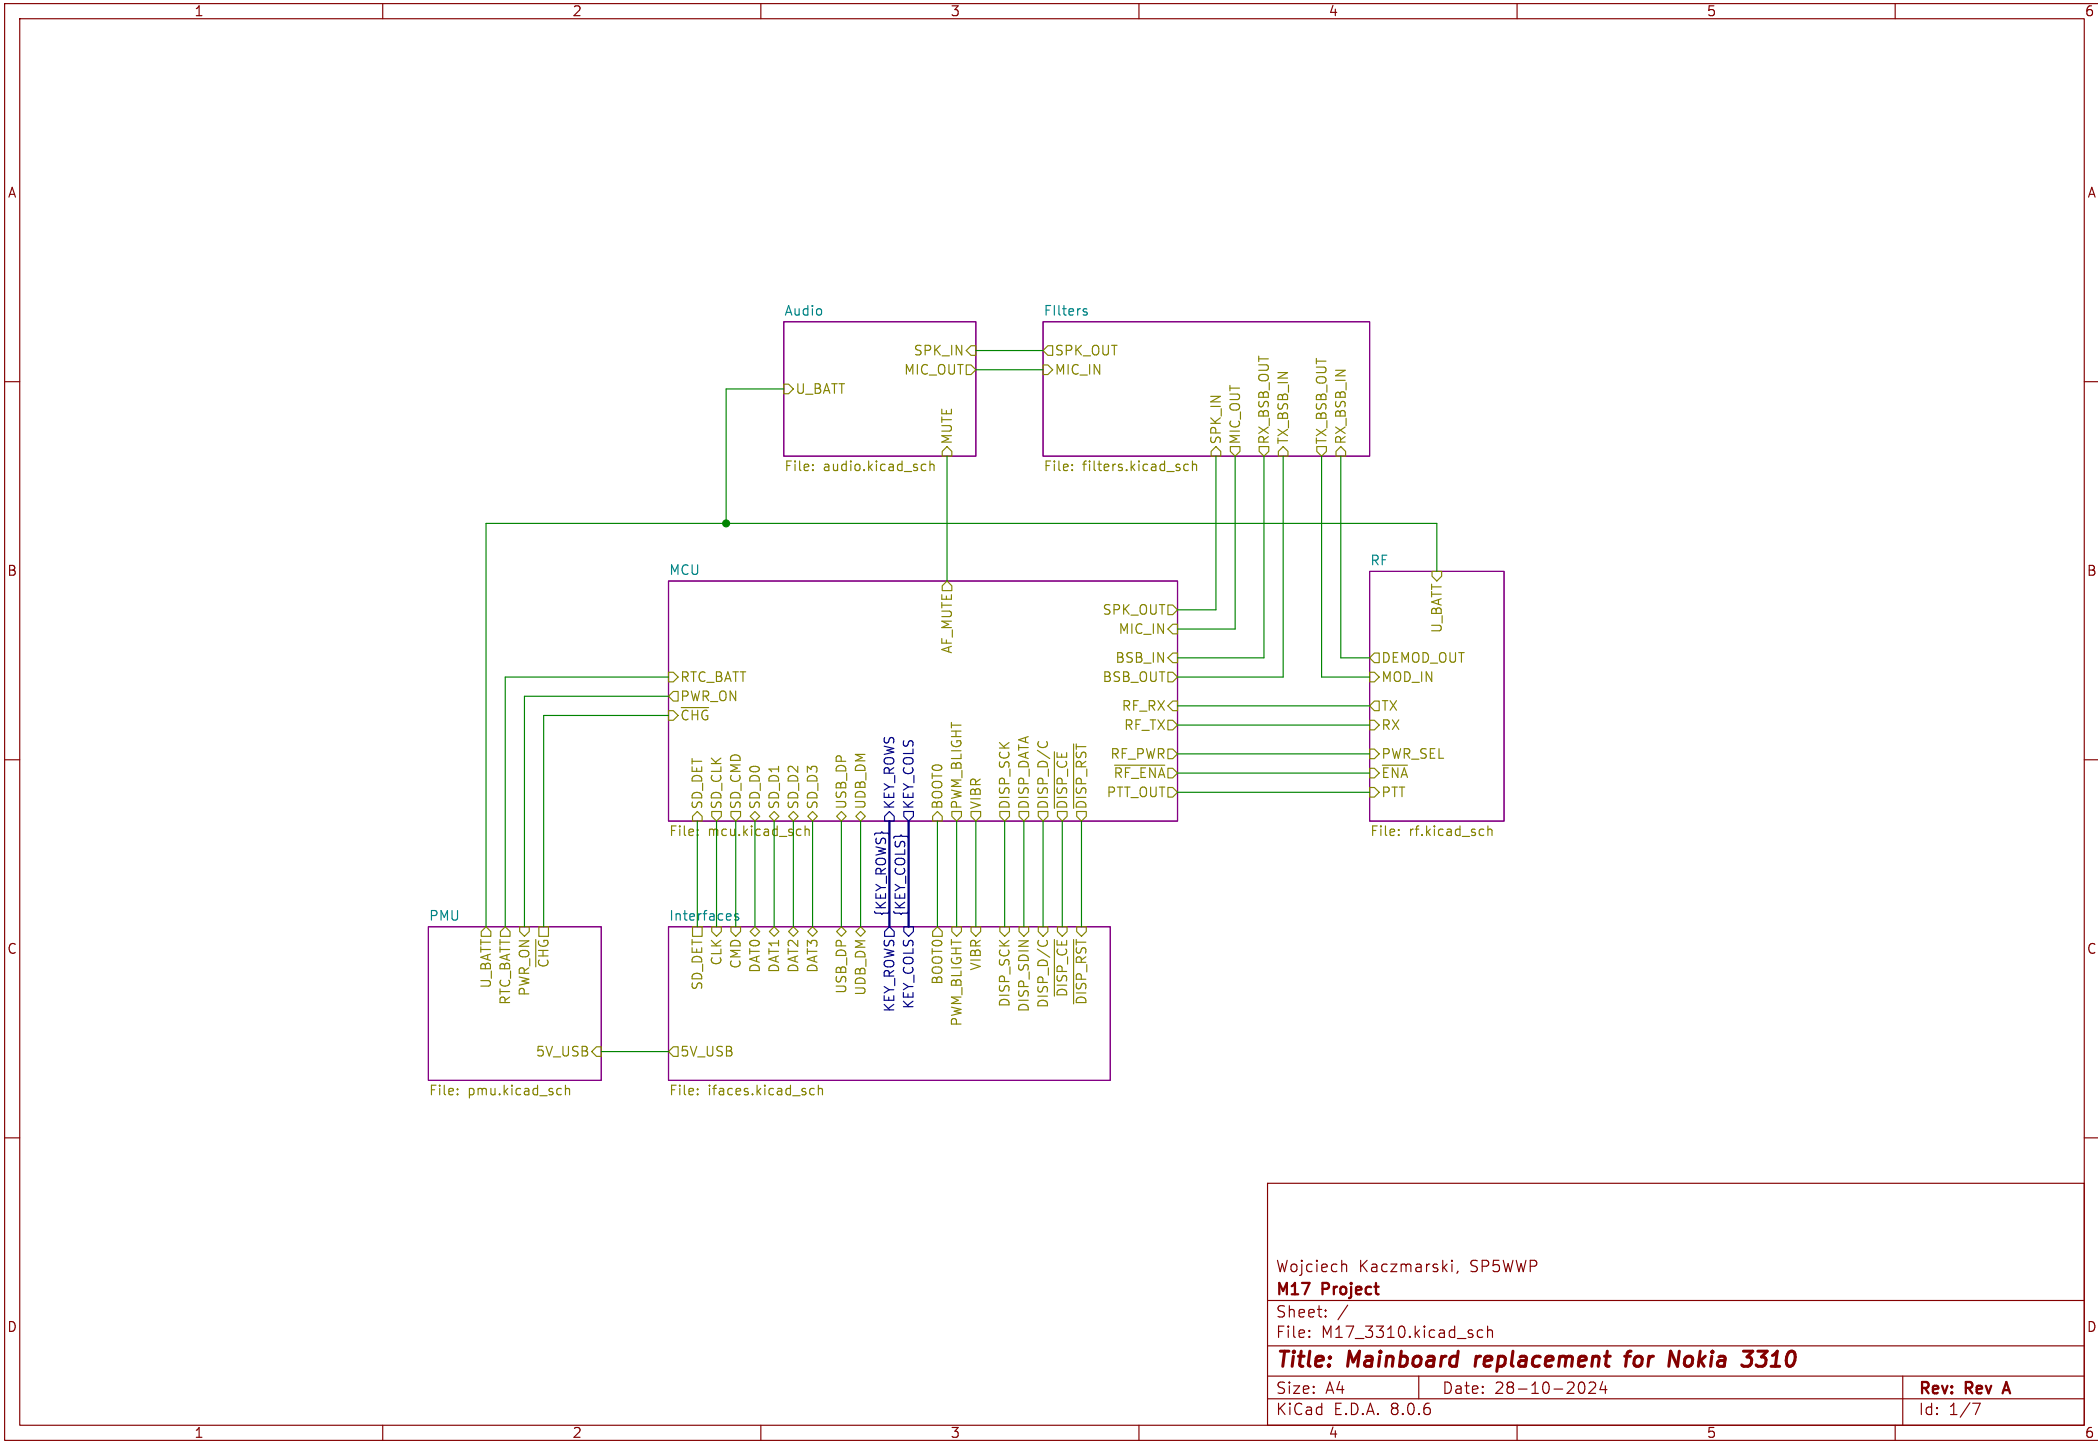 1 2 3 4 5 6
A A
B B
C C
D D
Audio
SPK_IN
MIC_OUT
U_BATT
MUTE
File: audio.kicad_sch
FIlters
SPK_OUT
MIC_IN
SPK_IN
MIC_OUT
RX_BSB_OUT
TX_BSB_IN
TX_BSB_OUT
RX_BSB_IN
File: filters.kicad_sch
MCU
AF_MUTE
SPK_OUT
MIC_IN
BSB_IN
BSB_OUT
RF_RX
RF_TX
RF_PWR
RF_ENA
PTT_OUT
RTC_BATT
PWR_ON
CHG
SD_DET
SD_CLK
SD_CMD
SD_D0
SD_D1
SD_D2
SD_D3
USB_DP
UDB_DM
KEY_ROWS
KEY_COLS
BOOT0
PWM_BLIGHT
VIBR
DISP_SCK
DISP_DATA
DISP_D/C
DISP_CE
DISP_RST
File: mcu.kicad_sch
RF
U_BATT
DEMOD_OUT
MOD_IN
TX
RX
PWR_SEL
ENA
PTT
File: rf.kicad_sch
{KEY_ROWS}
{KEY_COLS}
PMU
U_BATT
RTC_BATT
PWR_ON
CHG
5V_USB
File: pmu.kicad_sch
Interfaces
SD_DET
CLK
CMD
DAT0
DAT1
DAT2
DAT3
USB_DP
UDB_DM
KEY_ROWS
KEY_COLS
BOOT0
PWM_BLIGHT
VIBR
DISP_SCK
DISP_SDIN
DISP_D/C
DISP_CE
DISP_RST
5V_USB
File: ifaces.kicad_sch
Wojciech Kaczmarski, SP5WWP
M17 Project
Sheet: /
File: M17_3310.kicad_sch
Title: Mainboard replacement for Nokia 3310
Size: A4 Date: 28-10-2024 Rev: Rev A
KiCad E.D.A. 8.0.6 Id: 1/7
1 2 3 4 5 6